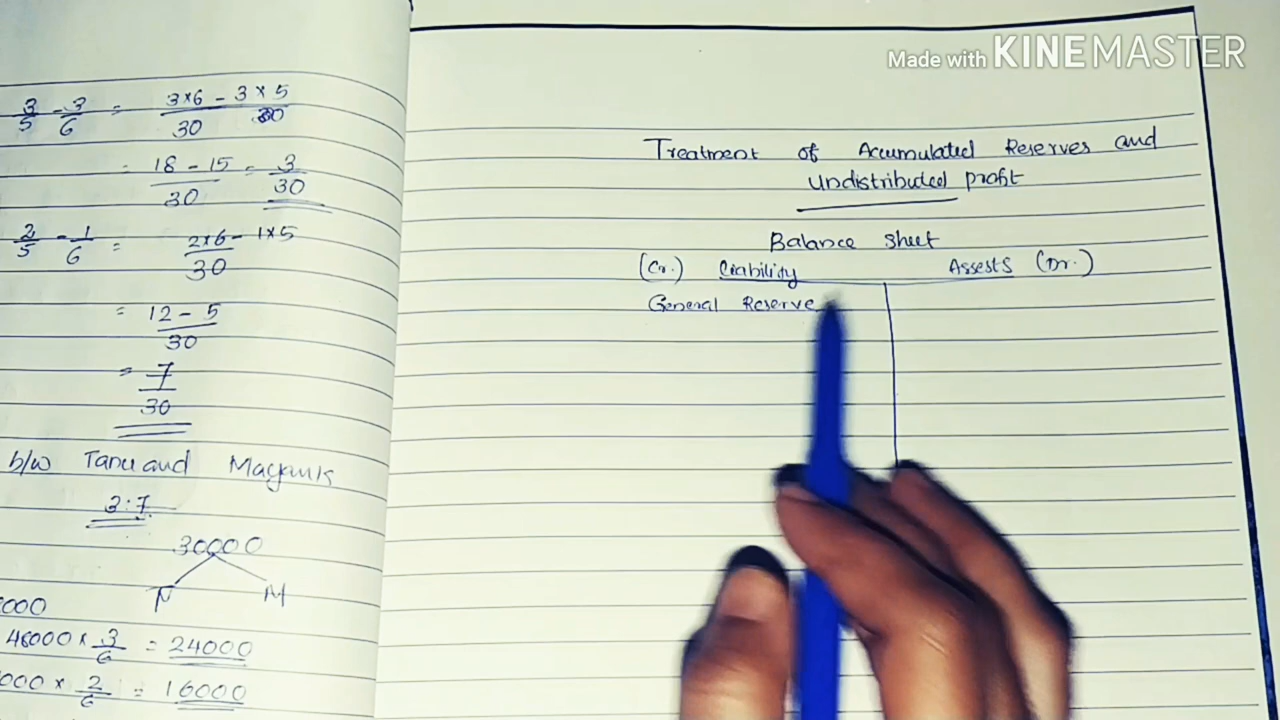 Made with KINEMASTER
3/5 - 3/6 = 3×6 - 3×5 / 30 30
= 18 - 15 / 30 = 3/30
2/5 - 1/6 = 2×6 - 1×5 / 30
= 12 - 5 / 30
= 7/30
b/w Tanu and Mayank
3:7
30000
N M
000
48000 × 3/6 = 24000
000 × 2/6 = 16000
Treatment of Accumulated Reserves and
undistributed profit
Balance sheet
(Cr.) Liability Assests (Dr.)
General Reserve